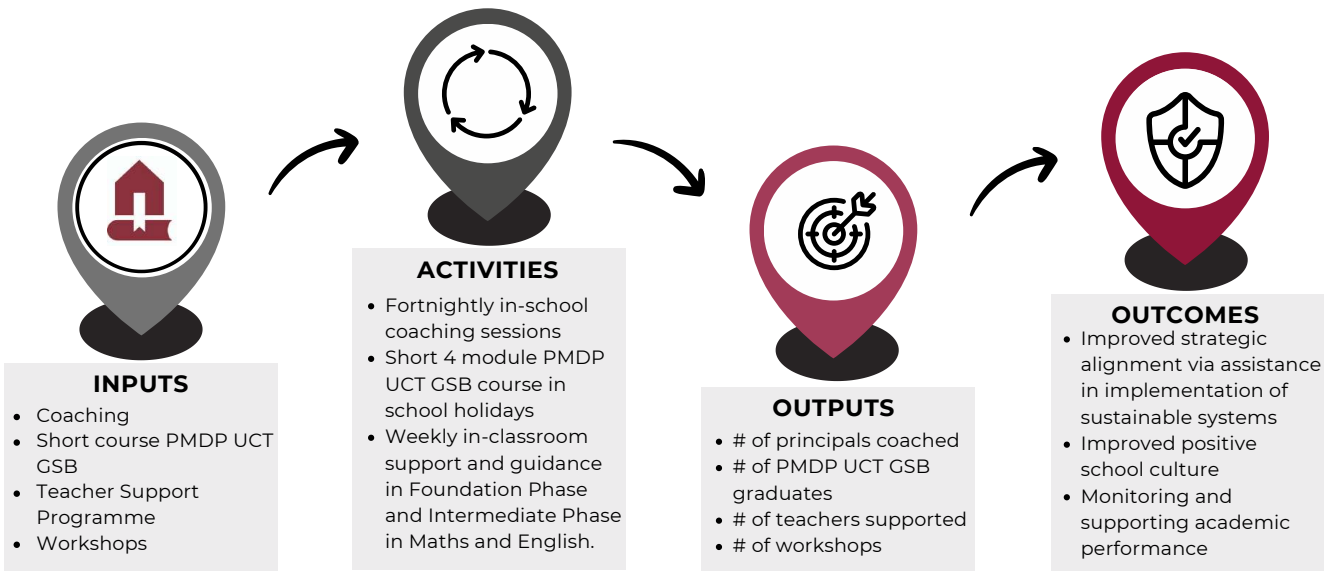 INPUTS
• Coaching
• Short course PMDP UCT
GSB
• Teacher Support
Programme
• Workshops
ACTIVITIES
• Fortnightly in-school
coaching sessions
• Short 4 module PMDP
UCT GSB course in
school holidays
• Weekly in-classroom
support and guidance
in Foundation Phase
and Intermediate Phase
in Maths and English.
OUTPUTS
• # of principals coached
• # of PMDP UCT GSB
graduates
• # of teachers supported
• # of workshops
OUTCOMES
• Improved strategic
alignment via assistance
in implementation of
sustainable systems
• Improved positive
school culture
• Monitoring and
supporting academic
performance